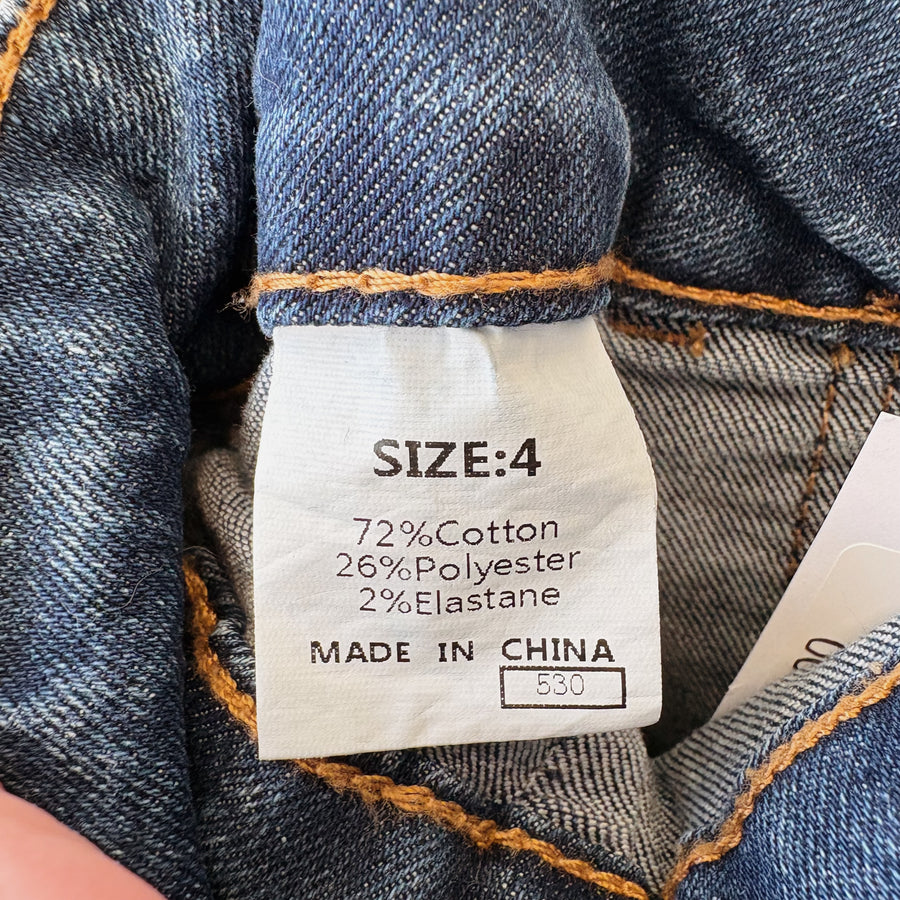 SIZE:4
72%Cotton
26%Polyester
2%Elastane
MADE IN CHINA
530